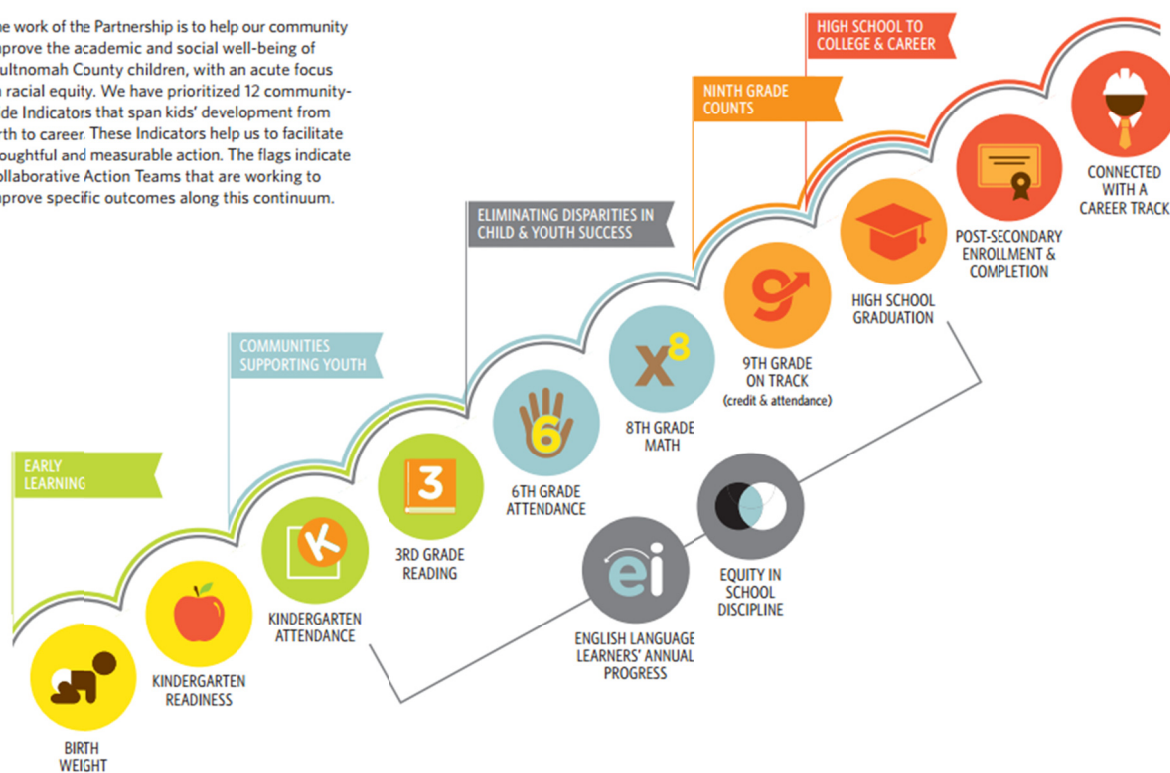 work of the Partnership is to help our community
the academic and social well-being of
ultnomah County children, with an acute focus
racial equity. We have prioritized 12 community-
de Indicators that span kids' development from
rth to career. These Indicators help us to facilitate
oughtful and measurable action. The flags indicate
ollaborative Action Teams that are working to
prove specific outcomes along this continuum.
HIGH SCHOOL TO
COLLEGE & CAREER
NINTH GRADE
COUNTS
ELIMINATING DISPARITIES IN
CHILD & YOUTH SUCCESS
COMMUNITIES
SUPPORTING YOUTH
EARLY
LEARNING
BIRTH
WEIGHT
KINDERGARTEN
READINESS
K
KINDERGARTEN
ATTENDANCE
3
3RD GRADE
READING
6
6TH GRADE
ATTENDANCE
x8
8TH GRADE
MATH
9
9TH GRADE
ON TRACK
(credit & attendance)
HIGH SCHOOL
GRADUATION
POST-SECONDARY
ENROLLMENT &
COMPLETION
CONNECTED
WITH A
CAREER TRACK
ei
ENGLISH LANGUAGE
LEARNERS' ANNUAL
PROGRESS
EQUITY IN
SCHOOL
DISCIPLINE